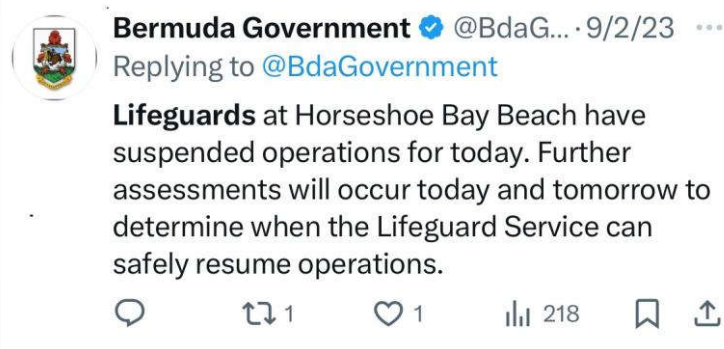 Bermuda Government @BdaG... · 9/2/23
Replying to @BdaGovernment
Lifeguards at Horseshoe Bay Beach have
suspended operations for today. Further
assessments will occur today and tomorrow to
determine when the Lifeguard Service can
safely resume operations.
1 1 218